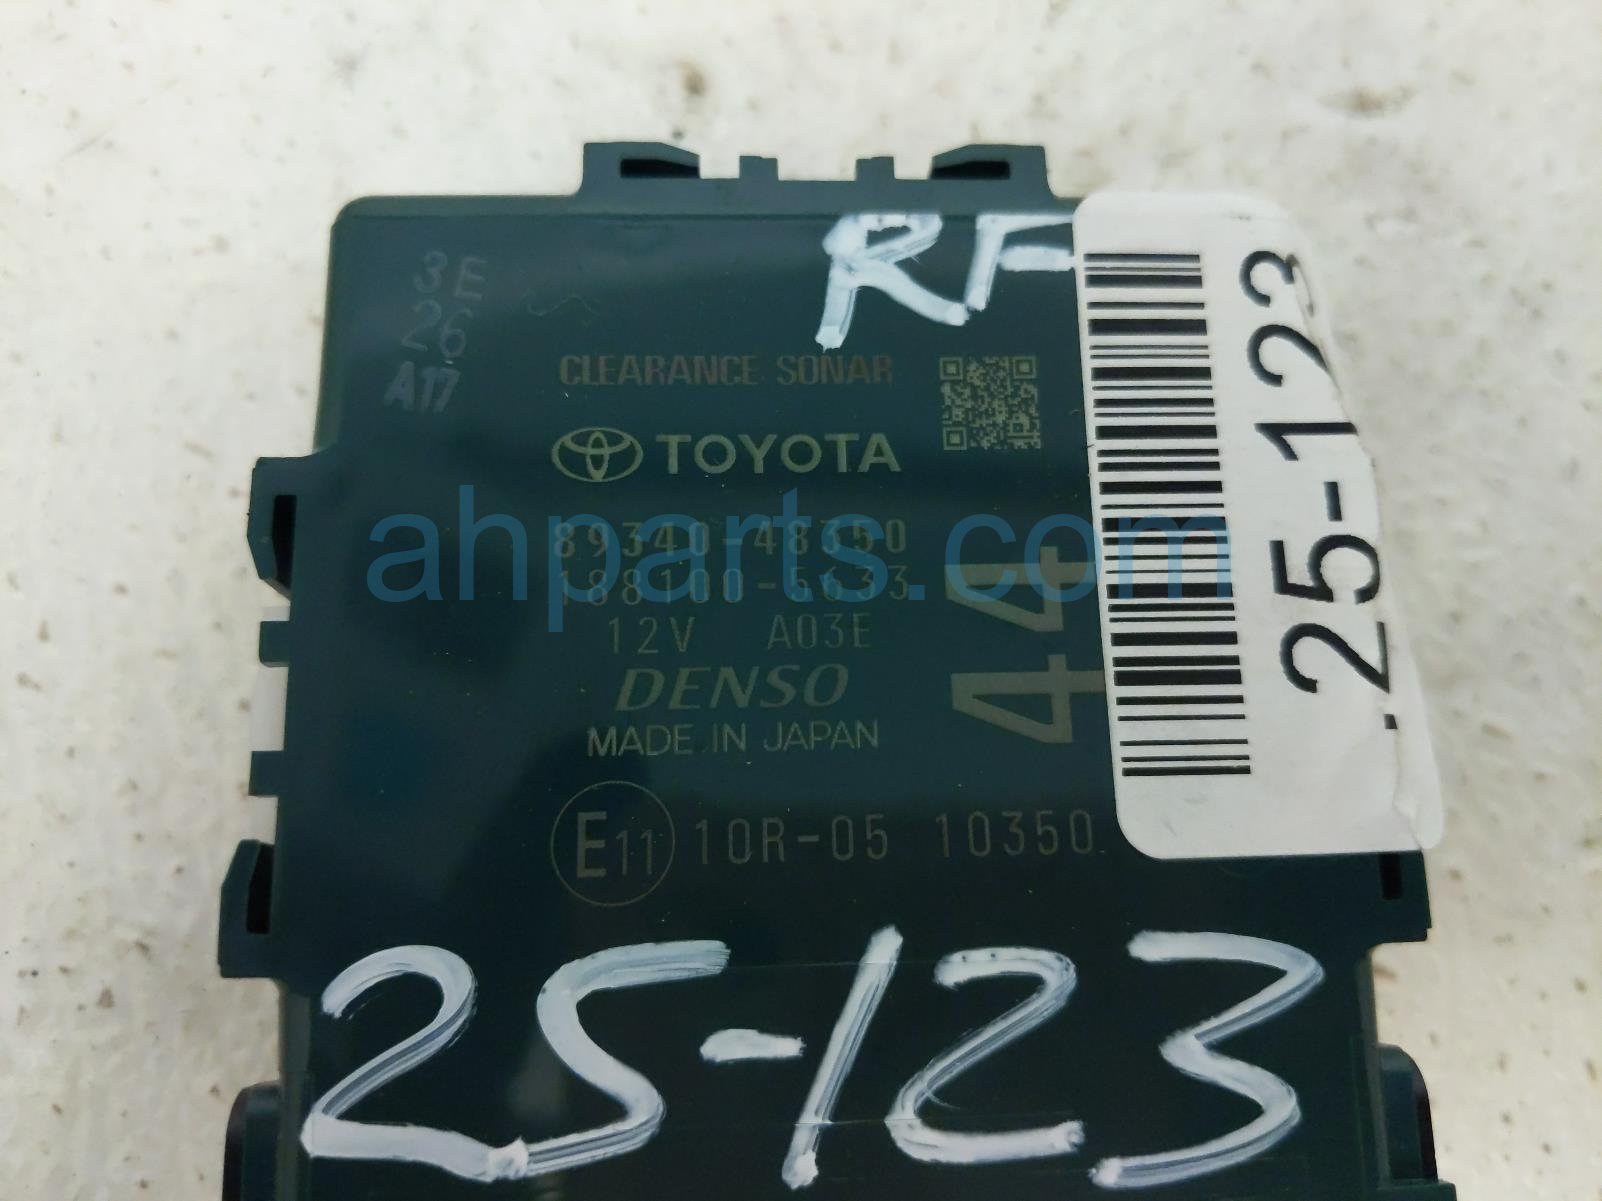 RF
3E
26
A17
CLEARANCE SONAR
TOYOTA
89340-48350
188100-5633
12V A03E
DENSO
MADE IN JAPAN
44
E11 10R-05 10350
25-123
25-123
ahparts.com